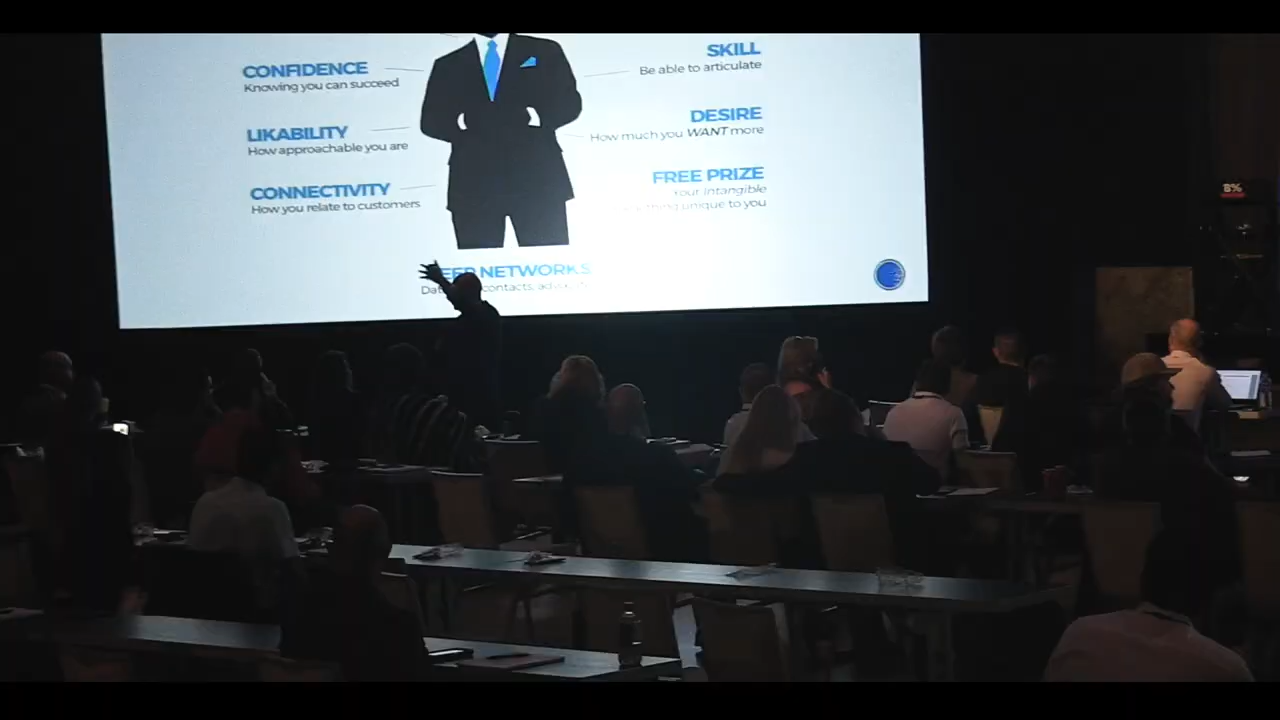 CONFIDENCE
Knowing you can succeed
LIKABILITY
How approachable you are
CONNECTIVITY
How you relate to customers
SKILL
Be able to articulate
DESIRE
How much you WANT more
FREE PRIZE
Your intangible
unique to you
NETWORKS
contacts,
8%